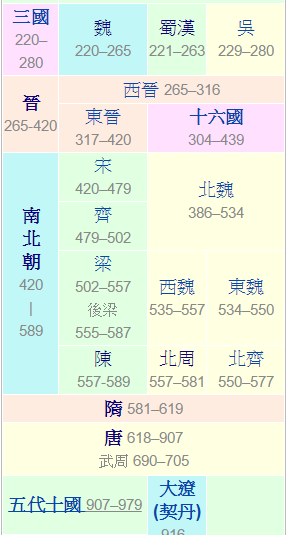 三國
220–
280
魏
220–265
蜀漢
221–263
吳
229–280
晉
265-420
西晉 265–316
東晉
317–420
十六國
304–439
南
北
朝
420
|
589
宋
420–479
齊
479–502
梁
502–557
後梁
555–587
陳
557-589
北魏
386–534
西魏
535–557
東魏
534–550
北周
557–581
北齊
550–577
隋 581–619
唐 618–907
武周 690–705
五代十國 907–979
大遼
(契丹)
916